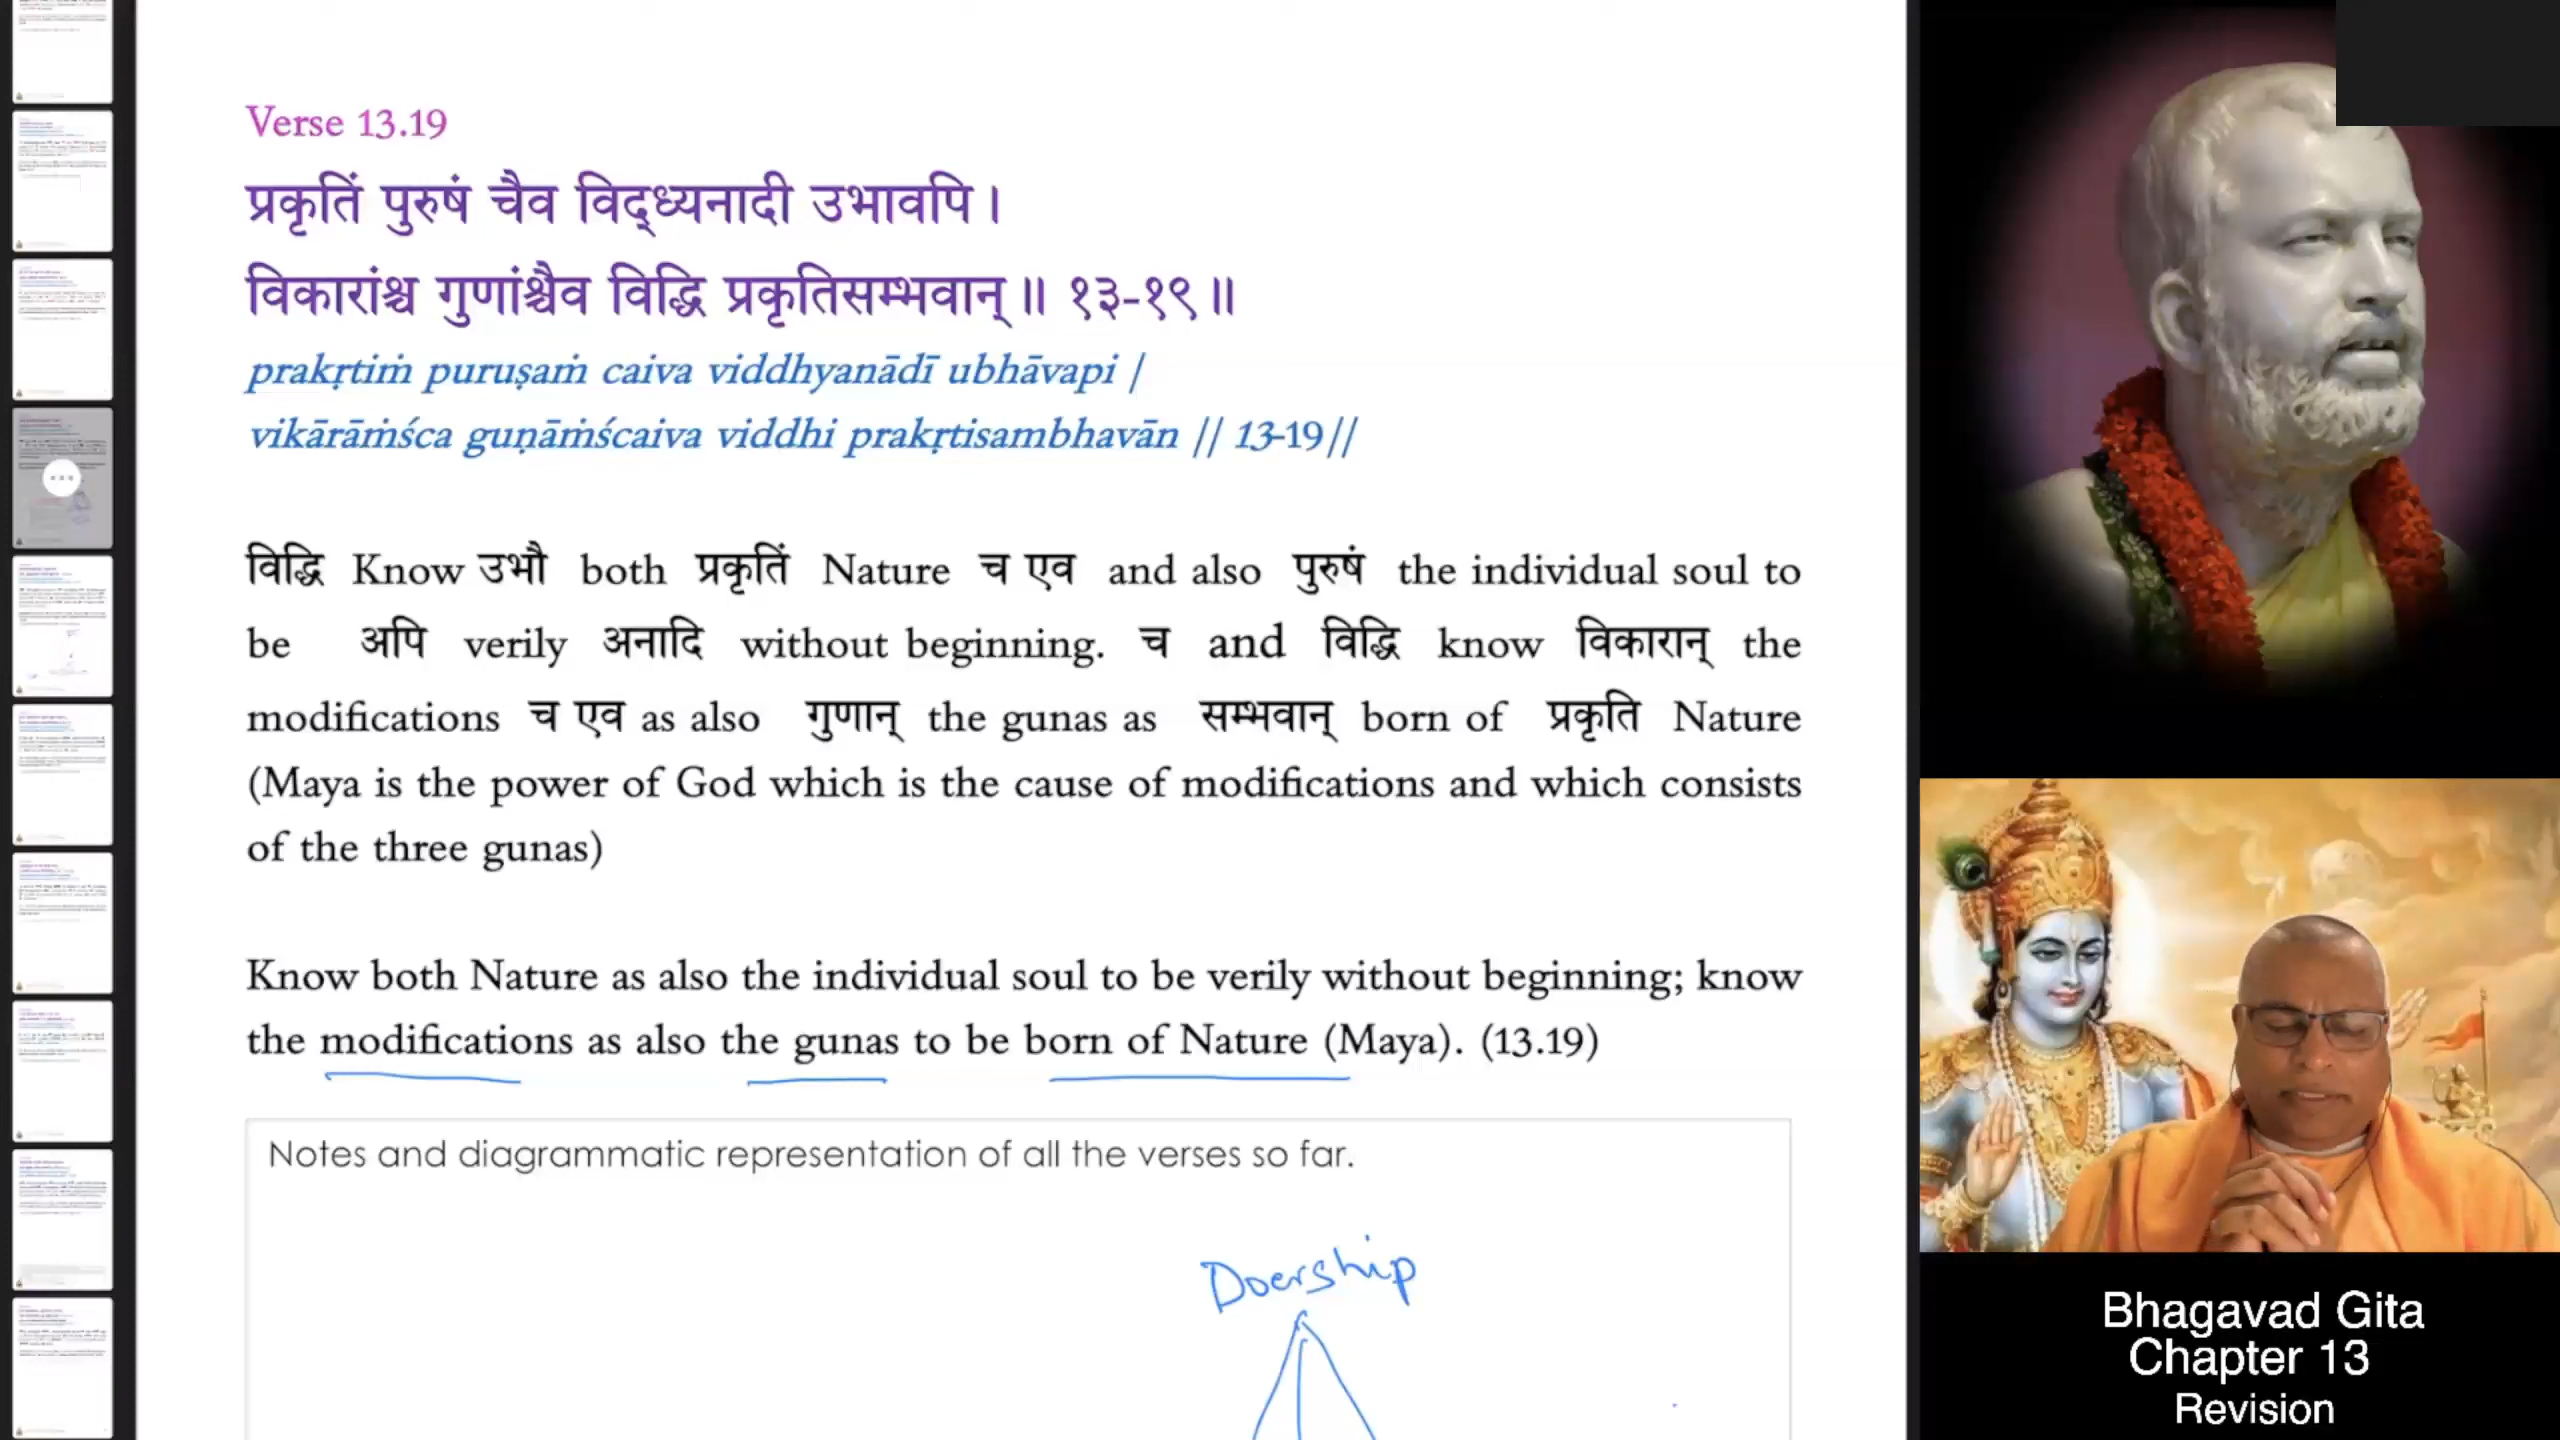 Verse 13.19
प्रकृतिं पुरुषं चैव विद्ध्यनादी उभावपि ।
विकारांश्च गुणांश्चैव विद्धि प्रकृतिसम्भवान् ॥ १३-१९ ॥
prakṛtiṁ puruṣaṁ caiva viddhyanādī ubhāvapi |
vikārāṁśca guṇāṁścaiva viddhi prakṛtisambhavān || 13-19||
विद्धि Know उभौ both प्रकृतिं Nature च एव and also पुरुषं the individual soul to
be अपि verily अनादि without beginning. च and विद्धि know विकारान् the
modifications च एव as also गुणान् the gunas as सम्भवान् born of प्रकृति Nature
(Maya is the power of God which is the cause of modifications and which consists
of the three gunas)
Know both Nature as also the individual soul to be verily without beginning; know
the modifications as also the gunas to be born of Nature (Maya). (13.19)
Notes and diagrammatic representation of all the verses so far.
Doership
Bhagavad Gita
Chapter 13
Revision